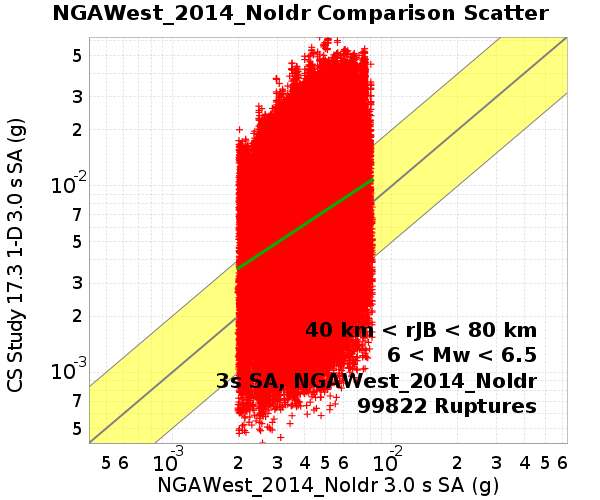 NGAWest_2014_NoIdr Comparison Scatter
CS Study 17.3 1-D 3.0 s SA (g)
5
3
2
10-2
7
5
3
2
10-3
7
5
40 km < rJB < 80 km
6 < Mw < 6.5
3s SA, NGAWest_2014_NoIdr
99822 Ruptures
5 6 10-3 2 3 4 5 6 10-2 2 3 4 5 6
NGAWest_2014_NoIdr 3.0 s SA (g)